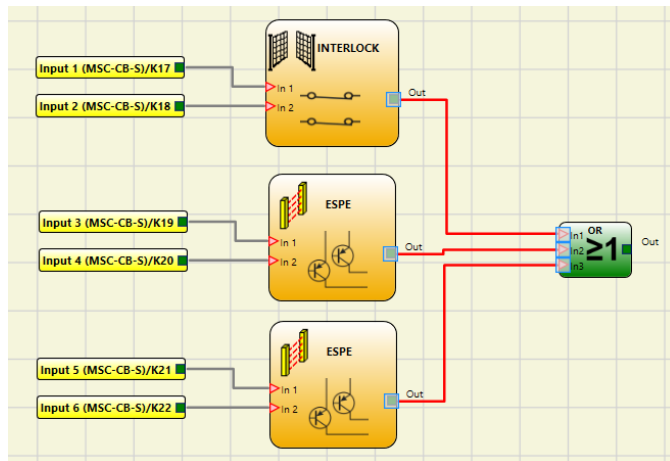 INTERLOCK
Input 1 (MSC-CB-S)/K17
In 1
Out
Input 2 (MSC-CB-S)/K18
In 2
ESPE
Input 3 (MSC-CB-S)/K19
In 1
Out
Input 4 (MSC-CB-S)/K20
In 2
OR
In1
In2
In3
≥1
Out
ESPE
Input 5 (MSC-CB-S)/K21
In 1
Out
Input 6 (MSC-CB-S)/K22
In 2